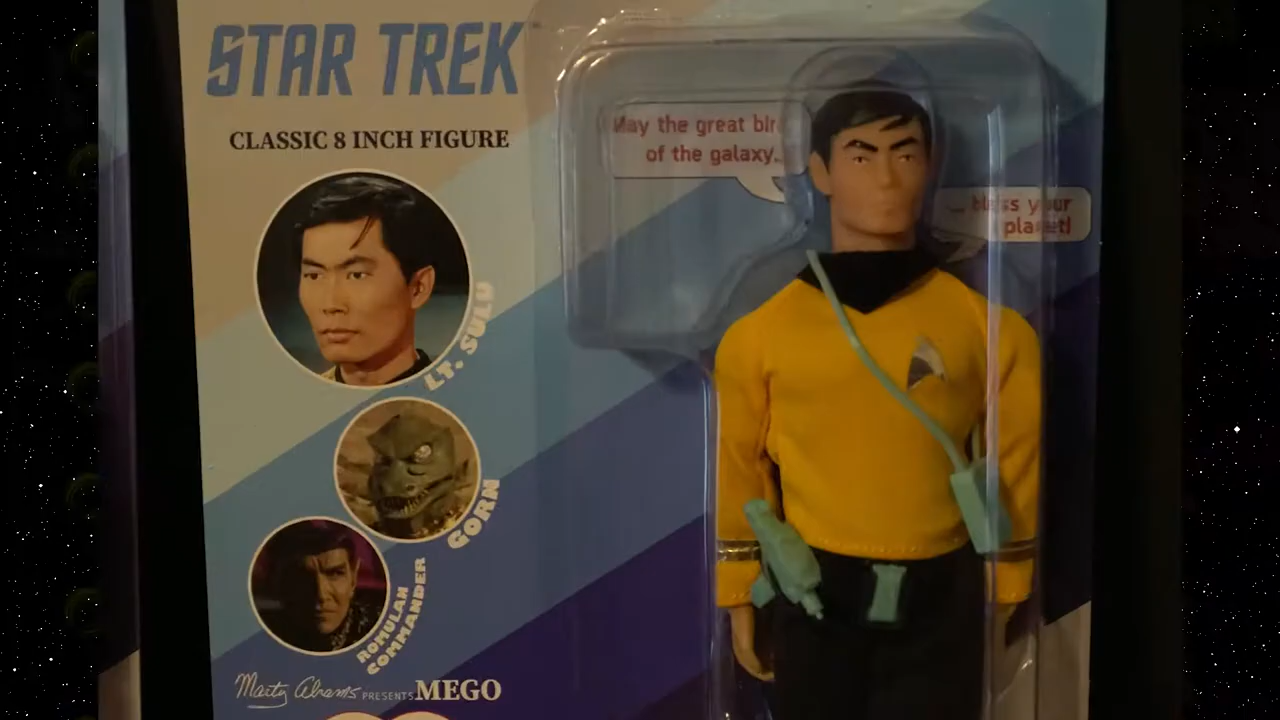 STAR TREK
CLASSIC 8 INCH FIGURE
May the great bir
of the galaxy...
... bless your
planet!
LT. SULU
GORN
ROMULAN
COMMANDER
Marty Abrams PRESENTS MEGO